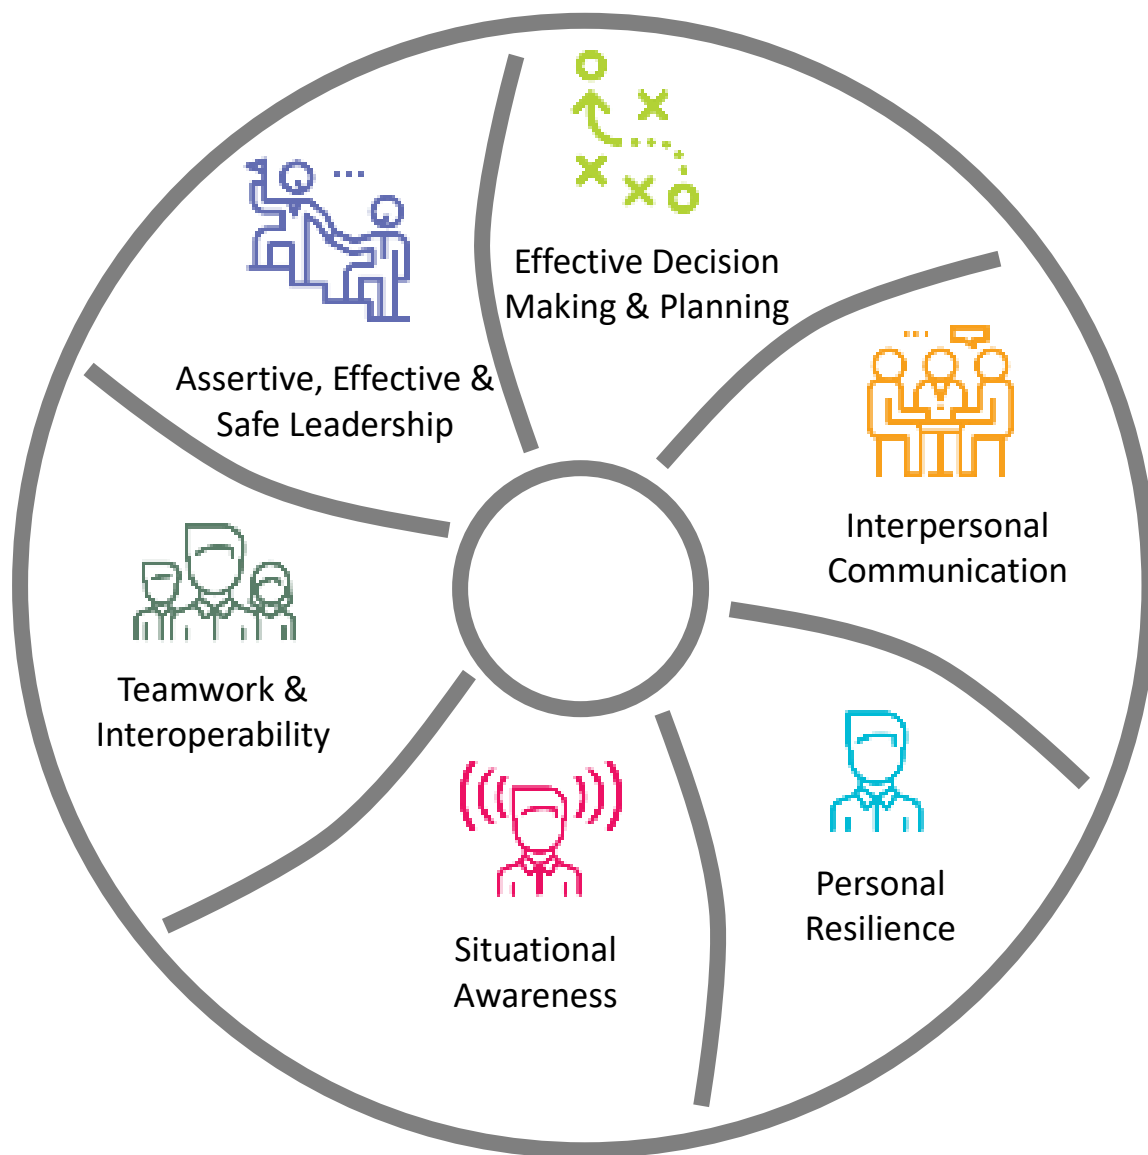 Effective Decision
Making & Planning
Assertive, Effective &
Safe Leadership
Interpersonal
Communication
Teamwork &
Interoperability
Personal
Resilience
Situational
Awareness